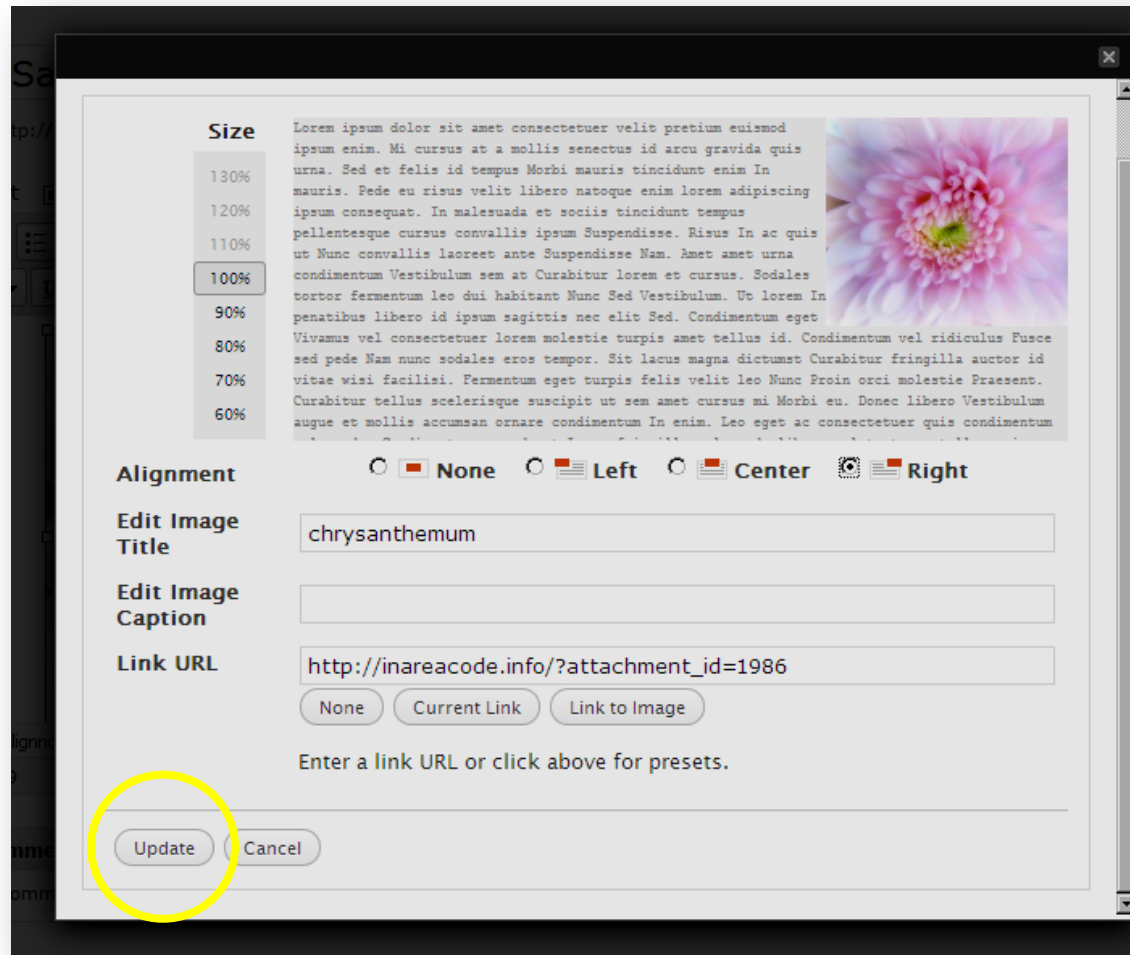 Sa
tp://
Size
130%
120%
110%
100%
90%
80%
70%
60%
Lorem ipsum dolor sit amet consectetuer velit pretium euismod
ipsum enim. Mi cursus at a mollis senectus id arcu gravida quis
urna. Sed et felis id tempus Morbi mauris tincidunt enim In
mauris. Pede eu risus velit libero natoque enim lorem adipiscing
ipsum consequat. In malesuada et sociis tincidunt tempus
pellentesque cursus convallis ipsum Suspendisse. Risus In ac quis
ut Nunc convallis laoreet ante Suspendisse Nam. Amet amet urna
condimentum Vestibulum sem at Curabitur lorem et cursus. Sodales
tortor fermentum leo dui habitant Nunc Sed Vestibulum. Ut lorem In
penatibus libero id ipsum sagittis nec elit Sed. Condimentum eget
Vivamus vel consectetuer lorem molestie turpis amet tellus id. Condimentum vel ridiculus Fusce
sed pede Nam nunc sodales eros tempor. Sit lacus magna dictumst Curabitur fringilla auctor id
vitae wisi facilisi. Fermentum eget turpis felis velit leo Nunc Proin orci molestie Praesent.
Curabitur tellus scelerisque suscipit ut sem amet cursus mi Morbi eu. Donec libero Vestibulum
augue et mollis accumsan ornare condimentum In enim. Leo eget ac consectetuer quis condimentum
Alignment
None
Left
Center
Right
Edit Image
Title
chrysanthemum
Edit Image
Caption
Link URL
http://inareacode.info/?attachment_id=1986
None
Current Link
Link to Image
Enter a link URL or click above for presets.
Update
Cancel